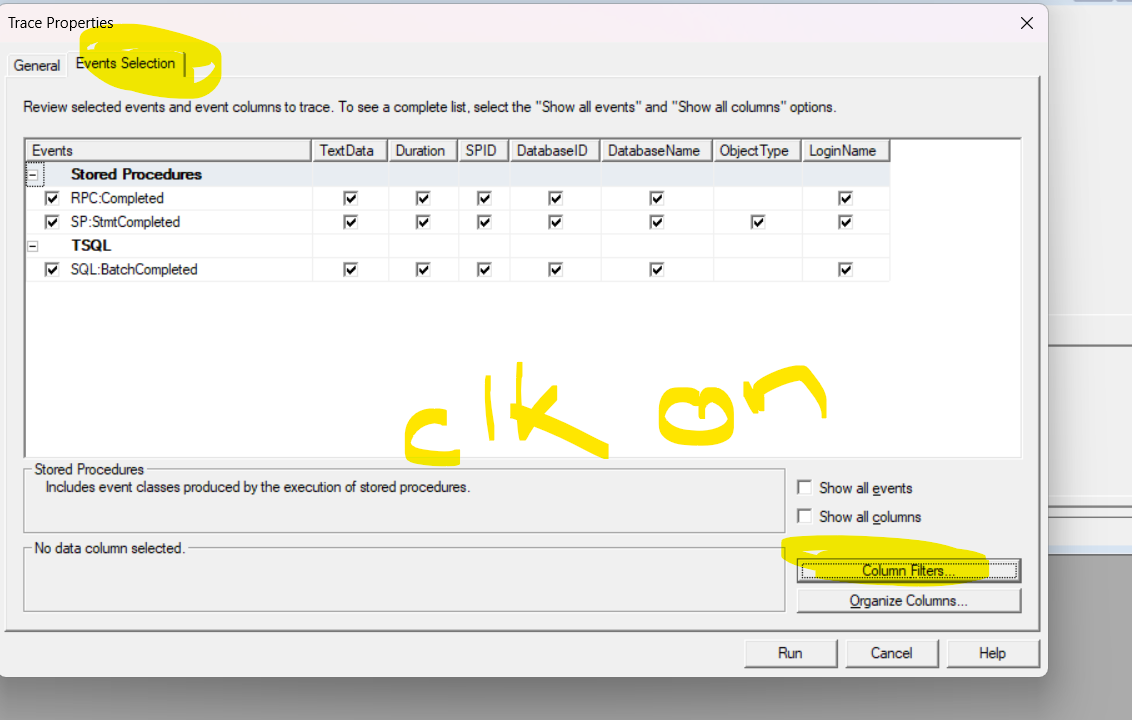 Trace Properties
General Events Selection
Review selected events and event columns to trace. To see a complete list, select the "Show all events" and "Show all columns" options.
Events TextData Duration SPID DatabaseID DatabaseName ObjectType LoginName
Stored Procedures
RPC:Completed
SP:StmtCompleted
TSQL
SQL:BatchCompleted
clk on
Stored Procedures
Includes event classes produced by the execution of stored procedures.
Show all events
Show all columns
No data column selected.
Column Filters...
Organize Columns...
Run Cancel Help